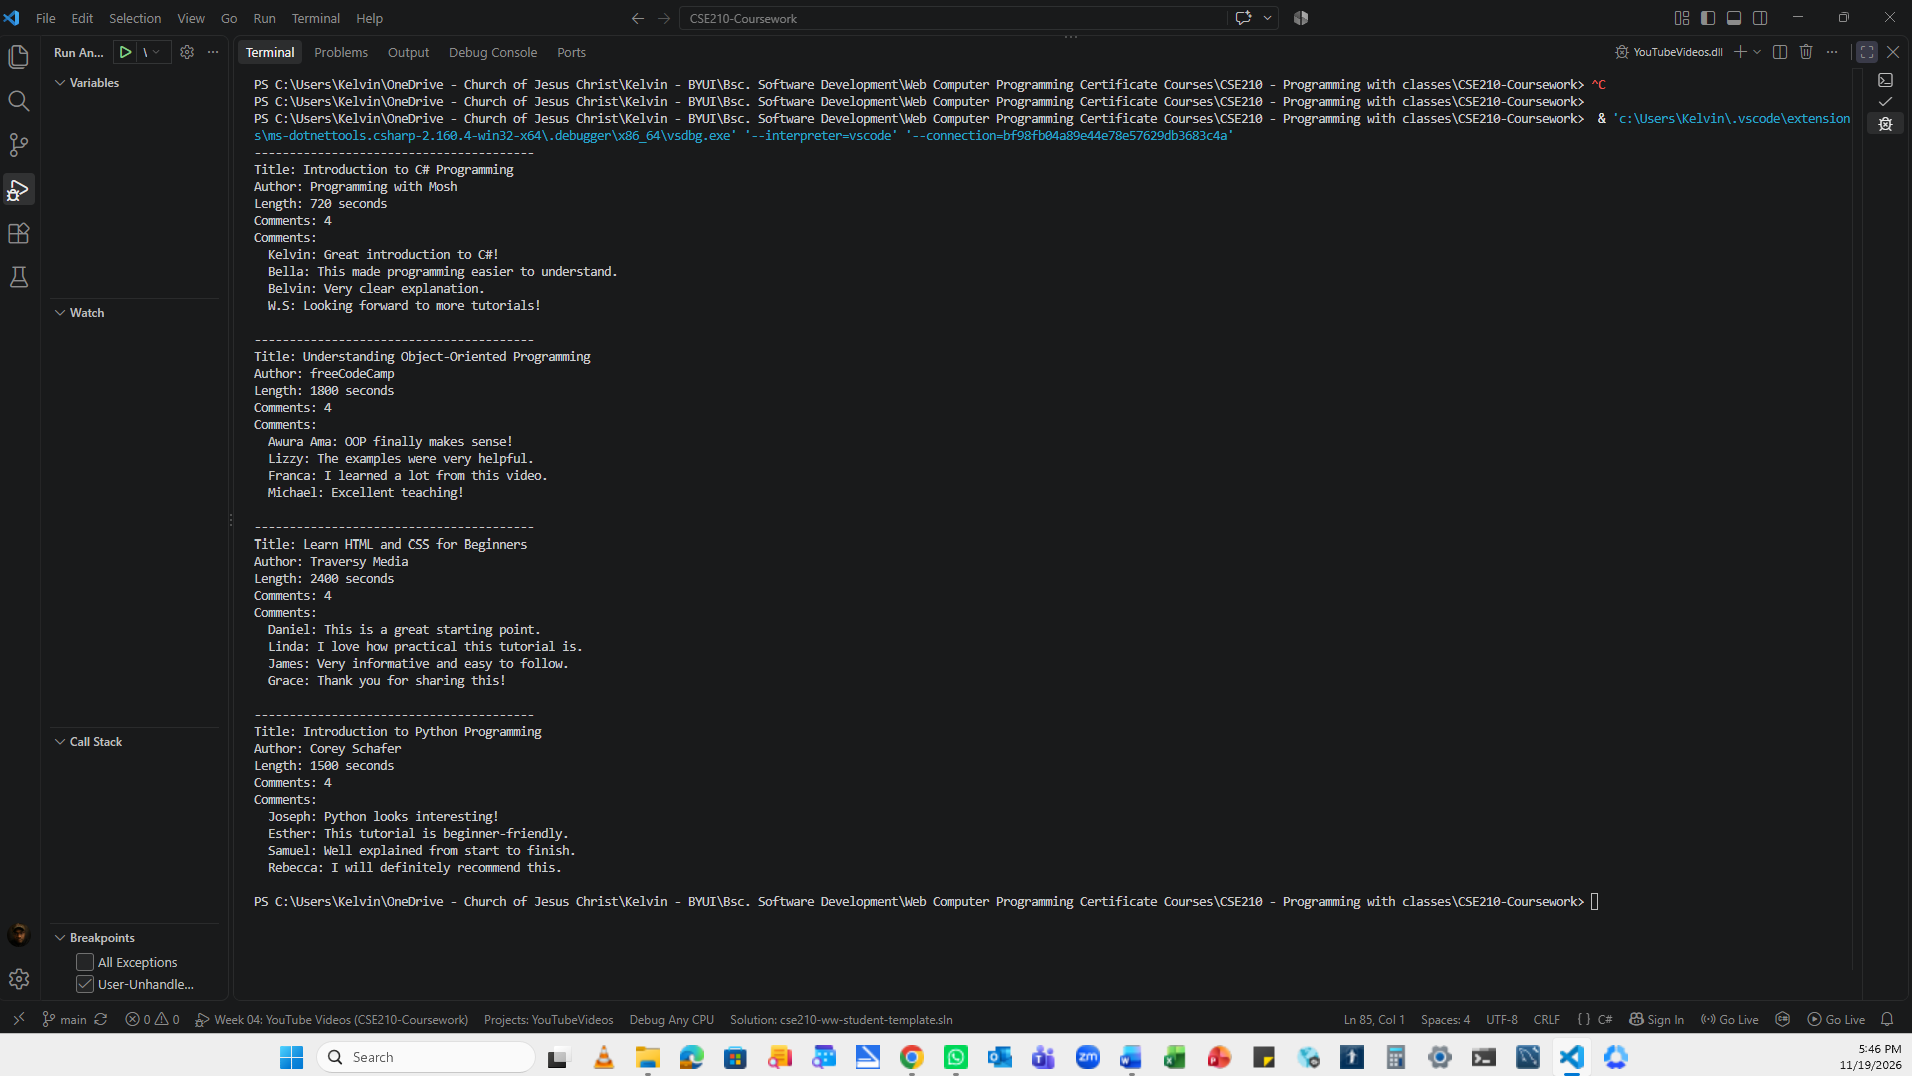 File Edit Selection View Go Run Terminal Help
CSE210-Coursework
Run An...
\
Terminal Problems Output Debug Console Ports
YouTubeVideos.dll
Variables
Watch
Call Stack
Breakpoints
All Exceptions
User-Unhandle...
PS C:\Users\Kelvin\OneDrive - Church of Jesus Christ\Kelvin - BYUI\Bsc. Software Development\Web Computer Programming Certificate Courses\CSE210 - Programming with classes\CSE210-Coursework> ^C
PS C:\Users\Kelvin\OneDrive - Church of Jesus Christ\Kelvin - BYUI\Bsc. Software Development\Web Computer Programming Certificate Courses\CSE210 - Programming with classes\CSE210-Coursework>
PS C:\Users\Kelvin\OneDrive - Church of Jesus Christ\Kelvin - BYUI\Bsc. Software Development\Web Computer Programming Certificate Courses\CSE210 - Programming with classes\CSE210-Coursework>  & 'c:\Users\Kelvin\.vscode\extension
s\ms-dotnettools.csharp-2.160.4-win32-x64\.debugger\x86_64\vsdbg.exe' '--interpreter=vscode' '--connection=bf98fb04a89e44e78e57629db3683c4a'
----------------------------------------
Title: Introduction to C# Programming
Author: Programming with Mosh
Length: 720 seconds
Comments: 4
Comments:
Kelvin: Great introduction to C#!
Bella: This made programming easier to understand.
Belvin: Very clear explanation.
W.S: Looking forward to more tutorials!
----------------------------------------
Title: Understanding Object-Oriented Programming
Author: freeCodeCamp
Length: 1800 seconds
Comments: 4
Comments:
Awura Ama: OOP finally makes sense!
Lizzy: The examples were very helpful.
Franca: I learned a lot from this video.
Michael: Excellent teaching!
----------------------------------------
Title: Learn HTML and CSS for Beginners
Author: Traversy Media
Length: 2400 seconds
Comments: 4
Comments:
Daniel: This is a great starting point.
Linda: I love how practical this tutorial is.
James: Very informative and easy to follow.
Grace: Thank you for sharing this!
----------------------------------------
Title: Introduction to Python Programming
Author: Corey Schafer
Length: 1500 seconds
Comments: 4
Comments:
Joseph: Python looks interesting!
Esther: This tutorial is beginner-friendly.
Samuel: Well explained from start to finish.
Rebecca: I will definitely recommend this.
PS C:\Users\Kelvin\OneDrive - Church of Jesus Christ\Kelvin - BYUI\Bsc. Software Development\Web Computer Programming Certificate Courses\CSE210 - Programming with classes\CSE210-Coursework>
main 0 0 Week 04: YouTube Videos (CSE210-Coursework) Projects: YouTubeVideos Debug Any CPU Solution: cse210-ww-student-template.sln Ln 85, Col 1 Spaces: 4 UTF-8 CRLF { } C# Sign In Go Live Go Live
Search
zm
5:46 PM
11/19/2026